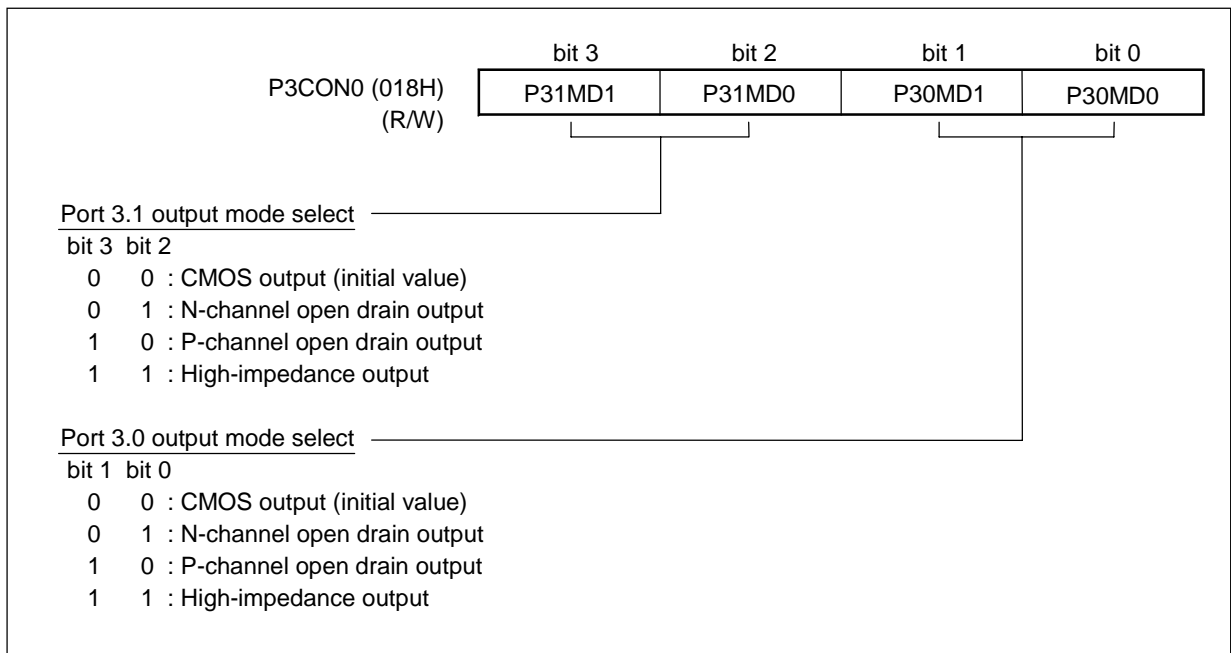 bit 3 bit 2 bit 1 bit 0
P3CON0 (018H) P31MD1 P31MD0 P30MD1 P30MD0
(R/W)
Port 3.1 output mode select
bit 3 bit 2
0 0 : CMOS output (initial value)
0 1 : N-channel open drain output
1 0 : P-channel open drain output
1 1 : High-impedance output
Port 3.0 output mode select
bit 1 bit 0
0 0 : CMOS output (initial value)
0 1 : N-channel open drain output
1 0 : P-channel open drain output
1 1 : High-impedance output